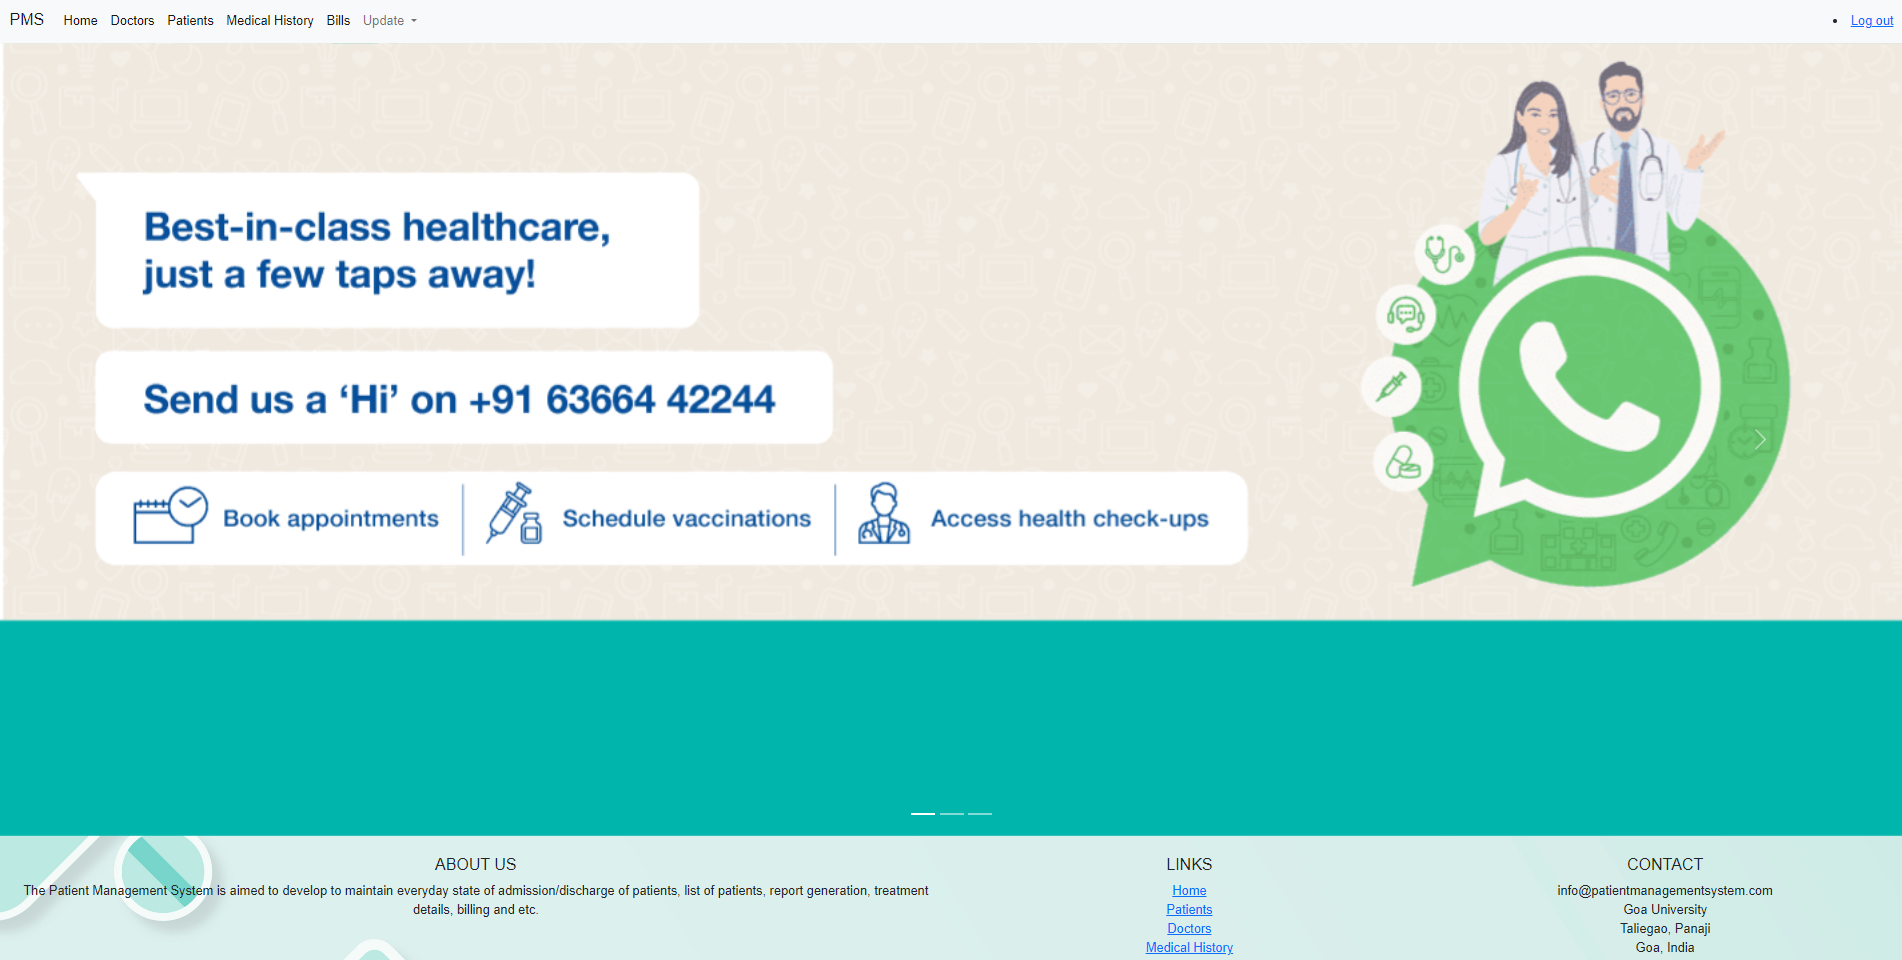 PMS Home Doctors Patients Medical History Bills Update
Log out
Best-in-class healthcare,
just a few taps away!
Send us a ‘Hi’ on +91 63664 42244
Book appointments
Schedule vaccinations
Access health check-ups
ABOUT US
The Patient Management System is aimed to develop to maintain everyday state of admission/discharge of patients, list of patients, report generation, treatment
details, billing and etc.
LINKS
Home
Patients
Doctors
Medical History
CONTACT
info@patientmanagementsystem.com
Goa University
Taliegao, Panaji
Goa, India